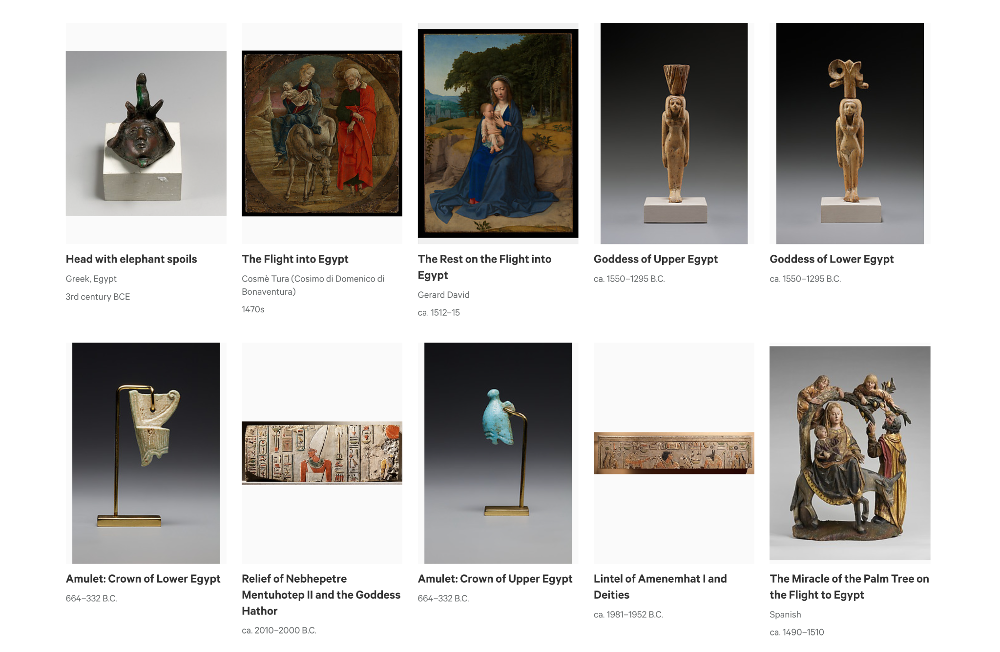 Head with elephant spoils
Greek, Egypt
3rd century BCE
The Flight into Egypt
Cosmè Tura (Cosimo di Domenico di
Bonaventura)
1470s
The Rest on the Flight into
Egypt
Gerard David
ca. 1512–15
Goddess of Upper Egypt
ca. 1550–1295 B.C.
Goddess of Lower Egypt
ca. 1550–1295 B.C.
Amulet: Crown of Lower Egypt
664–332 B.C.
Relief of Nebhepetre
Mentuhotep II and the Goddess
Hathor
ca. 2010–2000 B.C.
Amulet: Crown of Upper Egypt
664–332 B.C.
Lintel of Amenemhat I and
Deities
ca. 1981–1952 B.C.
The Miracle of the Palm Tree on
the Flight to Egypt
Spanish
ca. 1490–1510